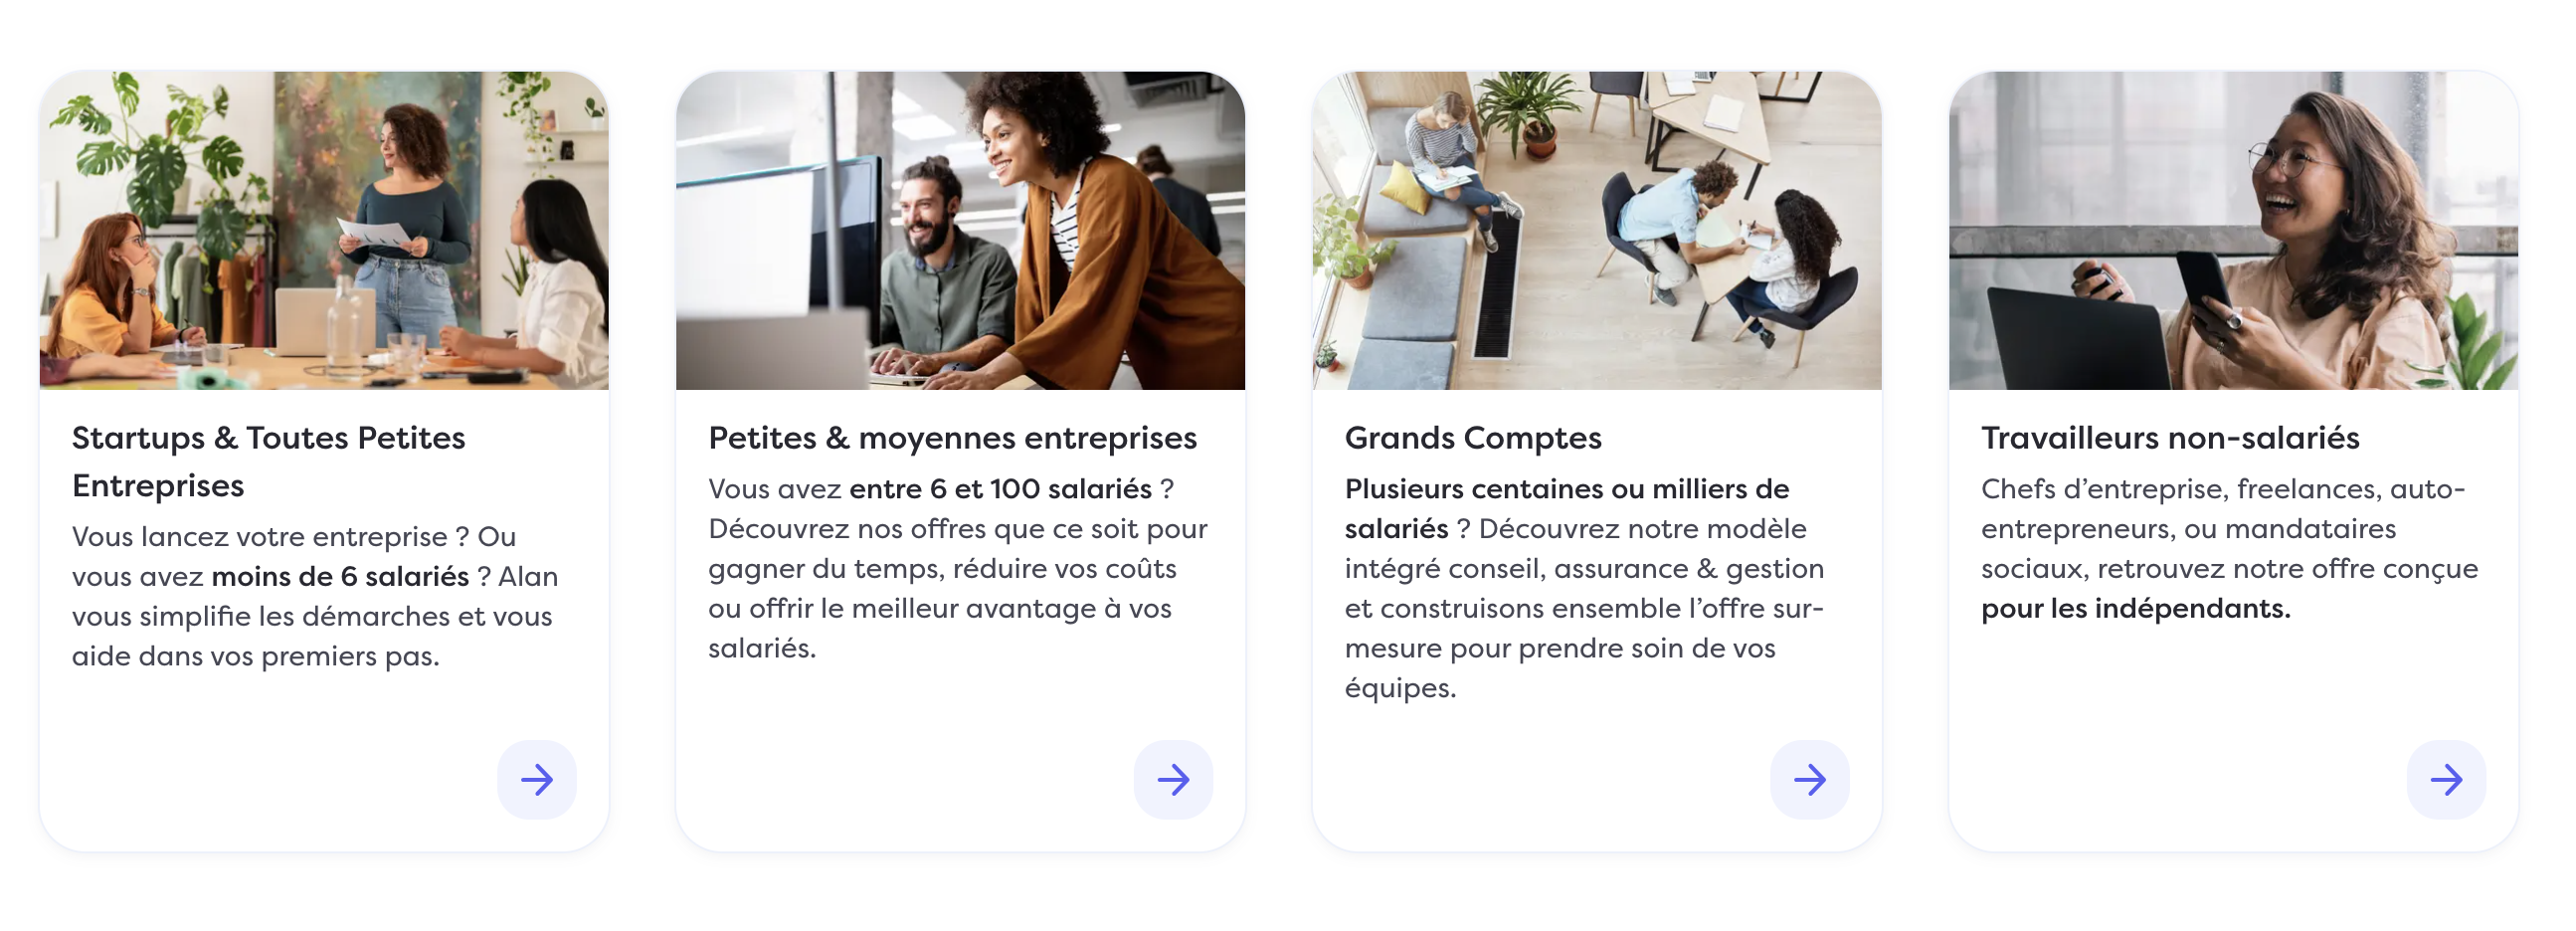 Startups & Toutes Petites
Entreprises
Vous lancez votre entreprise ? Ou
vous avez moins de 6 salariés ? Alan
vous simplifie les démarches et vous
aide dans vos premiers pas.
Petites & moyennes entreprises
Vous avez entre 6 et 100 salariés ?
Découvrez nos offres que ce soit pour
gagner du temps, réduire vos coûts
ou offrir le meilleur avantage à vos
salariés.
Grands Comptes
Plusieurs centaines ou milliers de
salariés ? Découvrez notre modèle
intégré conseil, assurance & gestion
et construisons ensemble l’offre sur-
mesure pour prendre soin de vos
équipes.
Travailleurs non-salariés
Chefs d’entreprise, freelances, auto-
entrepreneurs, ou mandataires
sociaux, retrouvez notre offre conçue
pour les indépendants.